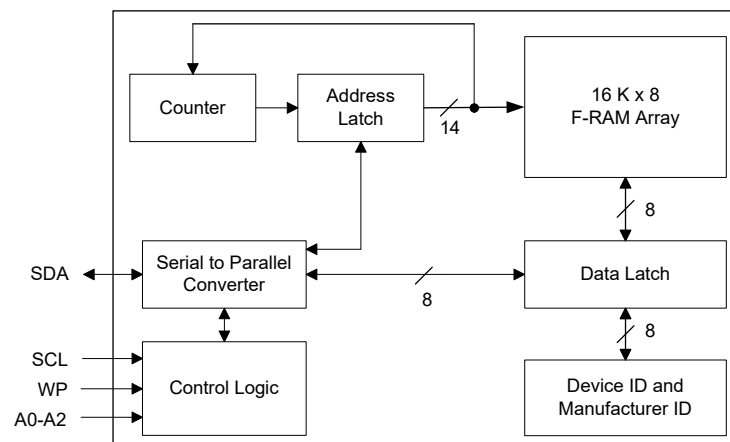 Counter
Address
Latch
14
16 K x 8
F-RAM Array
8
SDA
Serial to Parallel
Converter
8
Data Latch
8
SCL
WP
A0-A2
Control Logic
Device ID and
Manufacturer ID